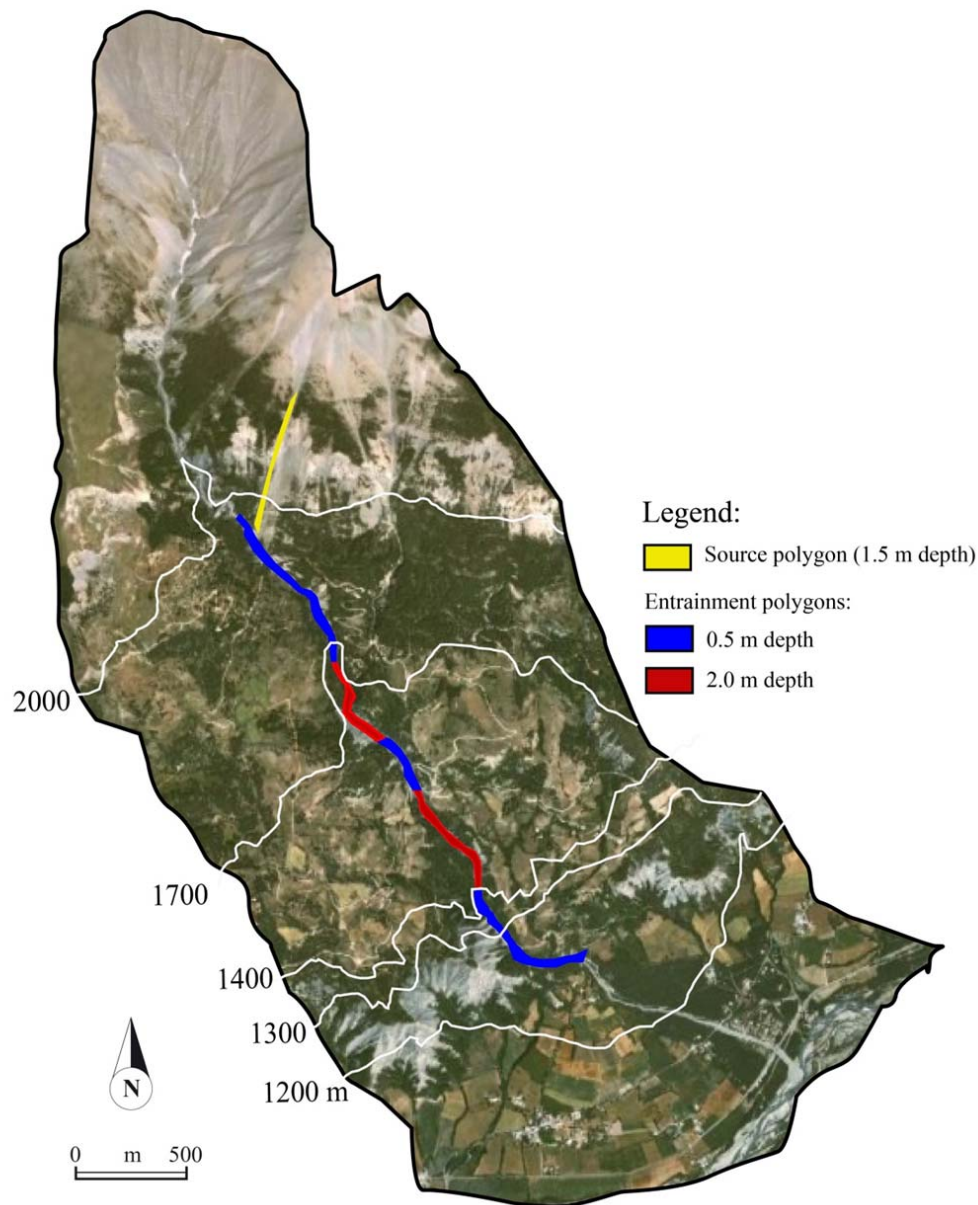 Legend:
Source polygon (1.5 m depth)
Entrainment polygons:
0.5 m depth
2.0 m depth
2000
1700
1400
1300
1200 m
N
0 m 500